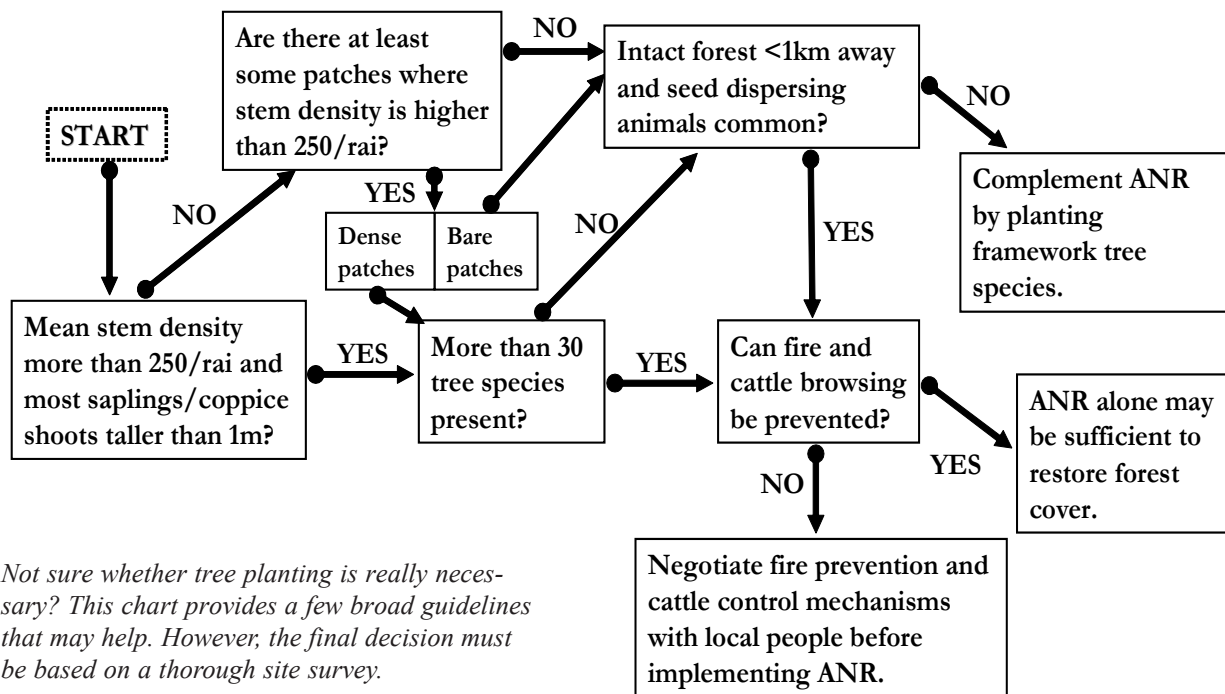 START
Mean stem density
more than 250/rai and
most saplings/coppice
shoots taller than 1m?
NO
YES
Are there at least
some patches where
stem density is higher
than 250/rai?
NO
YES
Dense
patches
Bare
patches
More than 30
tree species
present?
NO
YES
Intact forest <1km away
and seed dispersing
animals common?
NO
YES
Complement ANR
by planting
framework tree
species.
Can fire and
cattle browsing
be prevented?
YES
NO
ANR alone may
be sufficient to
restore forest
cover.
Negotiate fire prevention and
cattle control mechanisms
with local people before
implementing ANR.
Not sure whether tree planting is really neces-
sary? This chart provides a few broad guidelines
that may help. However, the final decision must
be based on a thorough site survey.